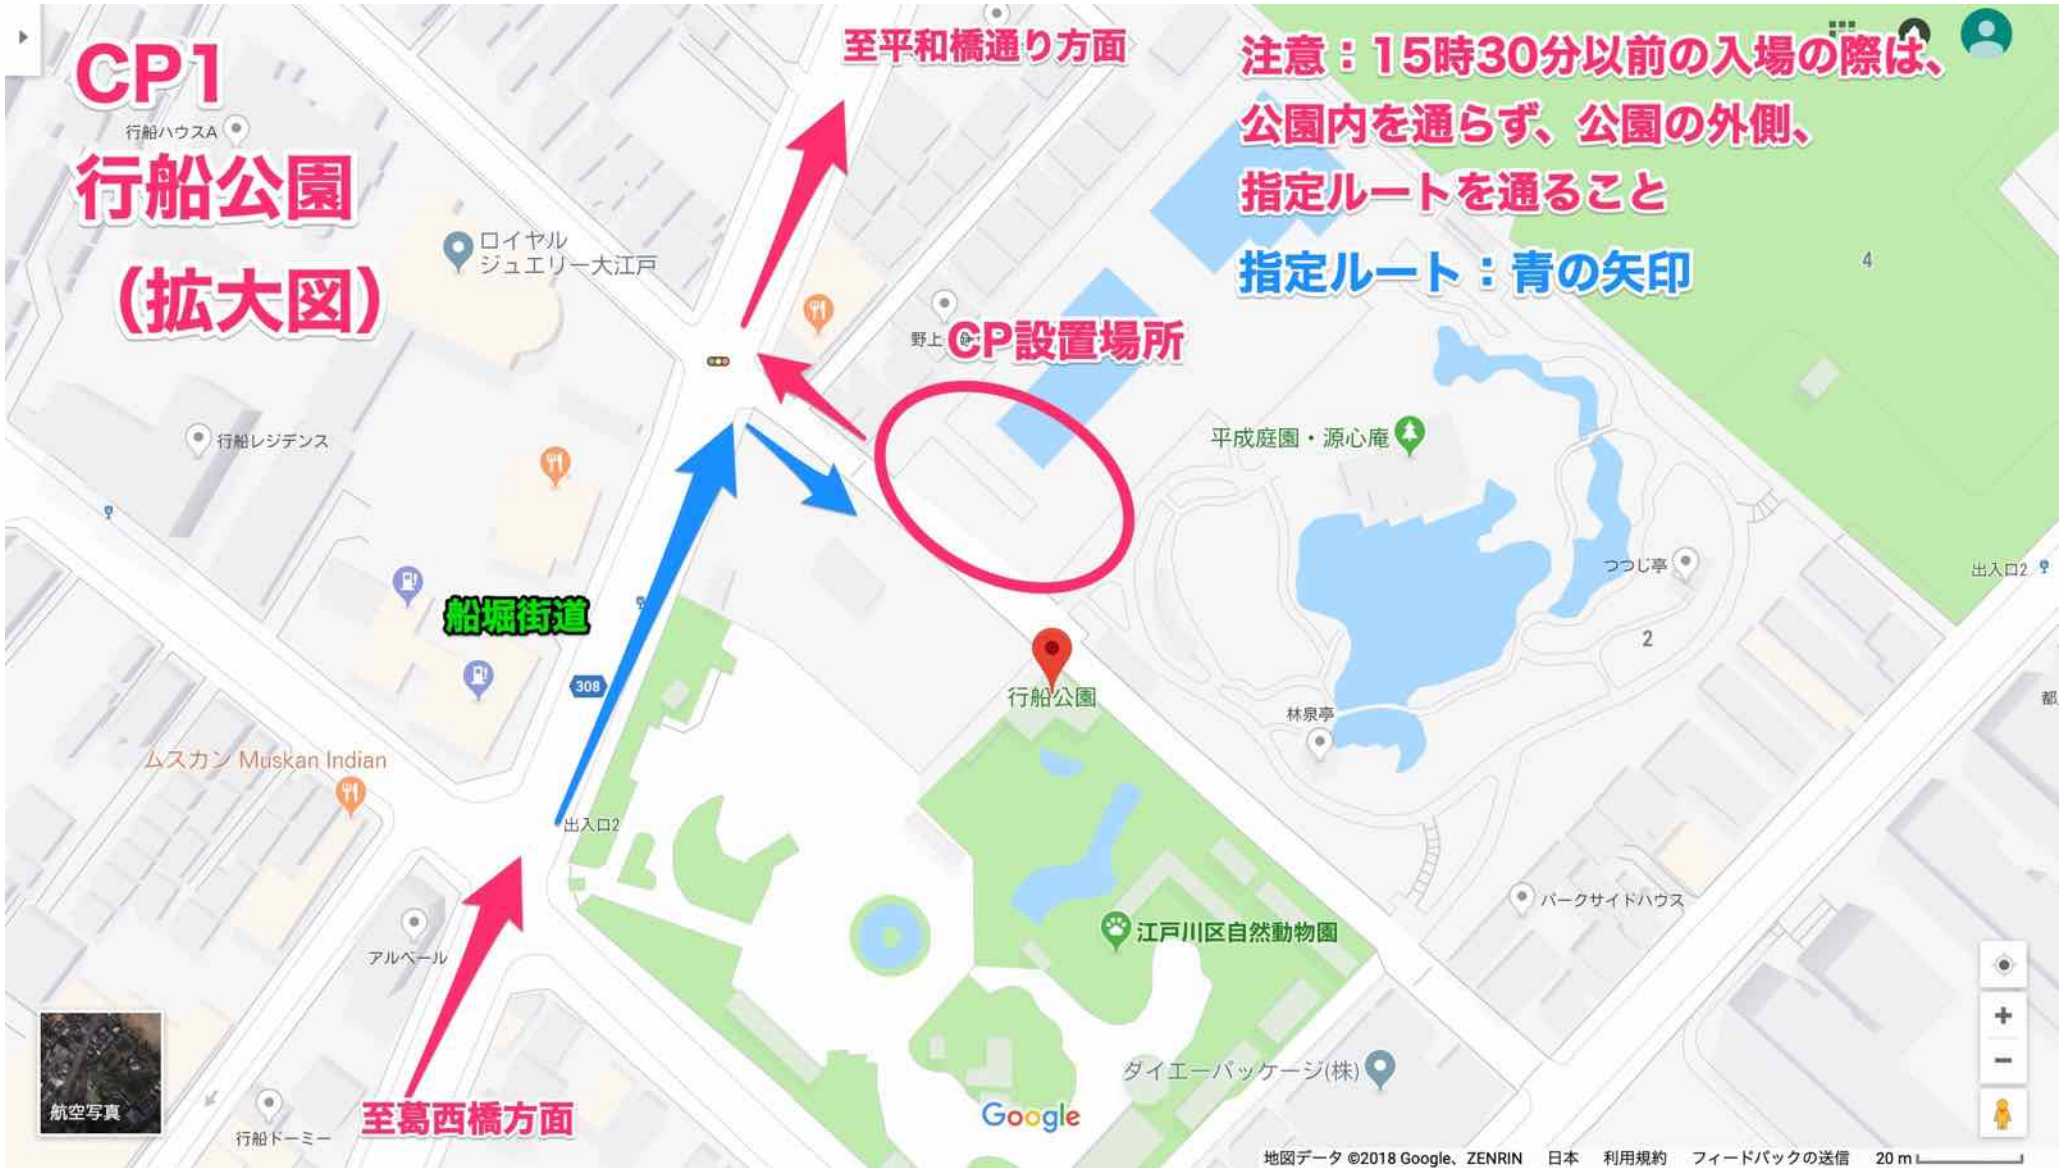 CP1
行船公園
（拡大図）
至平和橋通り方面
注意：15時30分以前の入場の際は、
公園内を通らず、公園の外側、
指定ルートを通ること
指定ルート：青の矢印
行船ハウスA
ロイヤル
ジュエリー大江戸
野上
CP設置場所
4
行船レジデンス
平成庭園・源心庵
つつじ亭
出入口2
2
船堀街道
308
行船公園
林泉亭
都
ムスカン Muskan Indian
出入口2
パークサイドハウス
アルベール
江戸川区自然動物園
ダイエーパッケージ(株)
航空写真
行船ドーミー
至葛西橋方面
Google
地図データ ©2018 Google、ZENRIN 日本 利用規約 フィードバックの送信 20 m